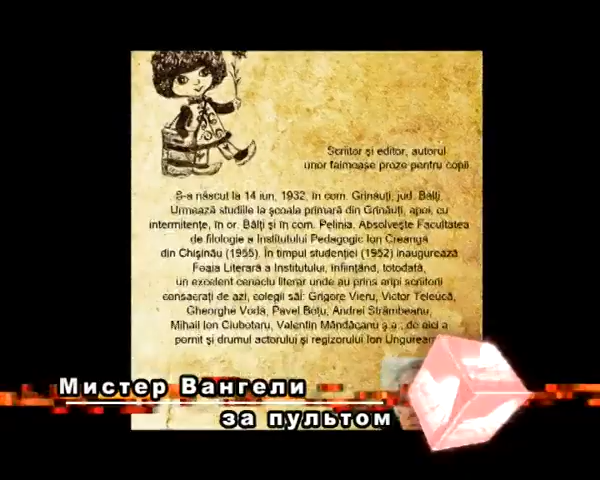 Scriitor și editor, autorul
unor faimoase proze pentru copii
S-a născut la 14 iun, 1932, în com. Grinăuți, jud. Bălți.
Urmează studiile la școala primară din Grinăuți, apoi, cu
intermitențe, în or. Bălți și în com. Pelinia. Absolvește Facultatea
de filologie a Institutului Pedagogic Ion Creangă
din Chișinău (1955). În timpul studenției (1952) inaugurează
Foaia Literară a Institutului, înființând, totodată,
un excelent cenaclu literar unde au prins aripi scriitorii
consacrați de azi, colegii săi: Grigore Vieru, Victor Teleucă,
Gheorghe Vodă, Pavel Boțu, Andrei Strâmbeanu,
Mihail Ion Ciubotaru, Valentin Mândâcanu ș.a., de aici a
pornit și drumul actorului și regizorului Ion Ungureanu
Мистер Вангели
за пультом